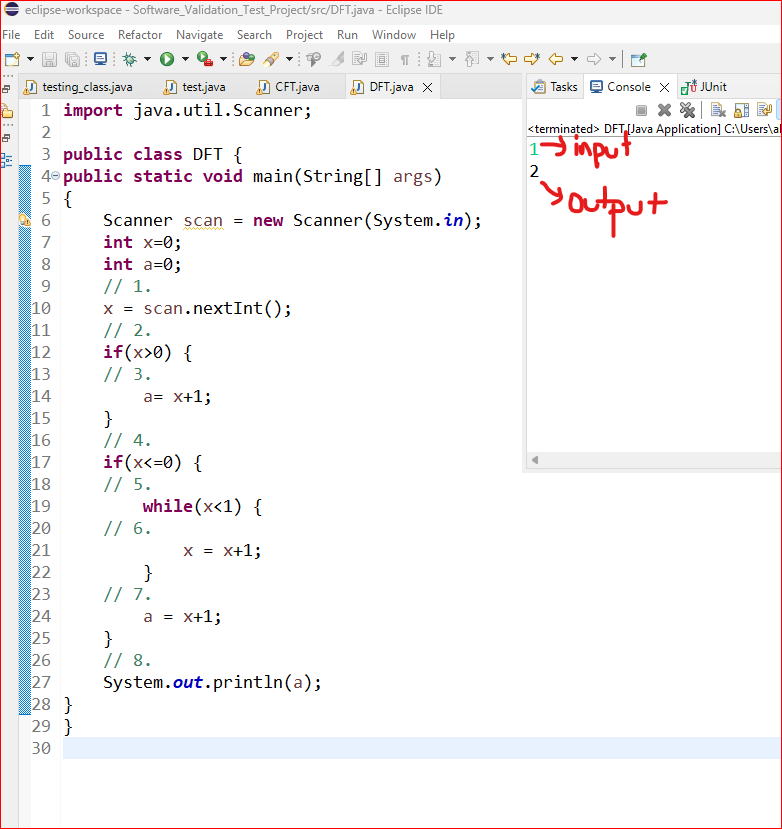 eclipse-workspace - Software_Validation_Test_Project/src/DFT.java - Eclipse IDE
File Edit Source Refactor Navigate Search Project Run Window Help
testing_class.java test.java CFT.java DFT.java
1 import java.util.Scanner;
2
3 public class DFT {
4 public static void main(String[] args)
5 {
6 Scanner scan = new Scanner(System.in);
7 int x=0;
8 int a=0;
9 // 1.
10 x = scan.nextInt();
11 // 2.
12 if(x>0) {
13 // 3.
14 a= x+1;
15 }
16 // 4.
17 if(x<=0) {
18 // 5.
19 while(x<1) {
20 // 6.
21 x = x+1;
22 }
23 // 7.
24 a = x+1;
25 }
26 // 8.
27 System.out.println(a);
28 }
29 }
30
Tasks Console JUnit
<terminated> DFT [Java Application] C:\Users\al
1 input
2
output